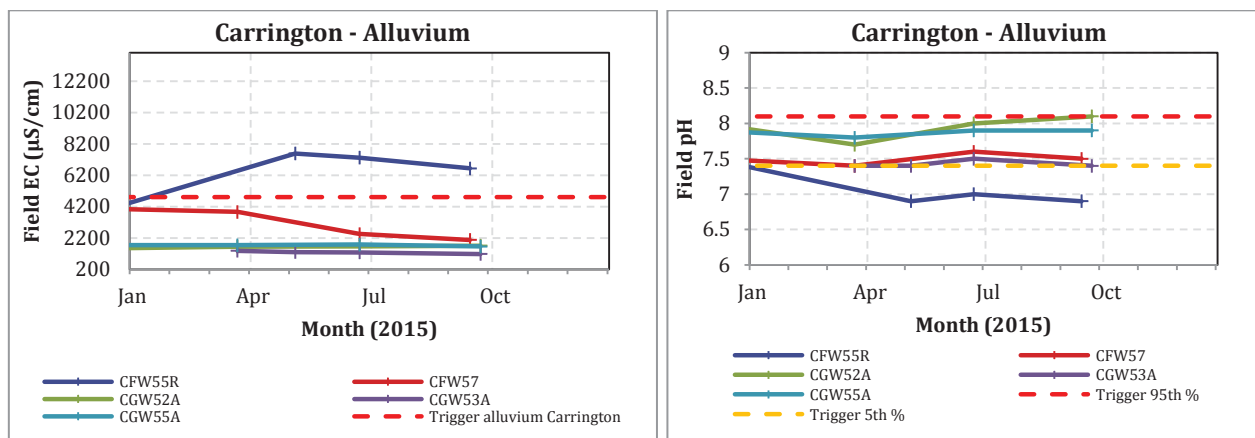 Carrington - Alluvium
Field EC (µS/cm)
12200
10200
8200
6200
4200
2200
200
Jan
Apr
Jul
Oct
Month (2015)
CFW55R
CFW57
CGW52A
CGW53A
CGW55A
Trigger alluvium Carrington
Carrington - Alluvium
Field pH
9
8.5
8
7.5
7
6.5
6
Jan
Apr
Jul
Oct
Month (2015)
CFW55R
CFW57
CGW52A
CGW53A
CGW55A
Trigger 95th %
Trigger 5th %